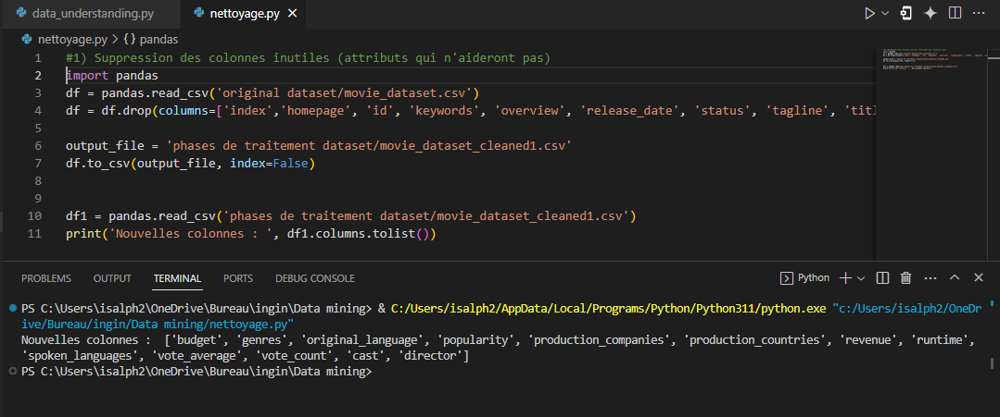 data_understanding.py
nettoyage.py
nettoyage.py > {} pandas
1 #1) Suppression des colonnes inutiles (attributs qui n'aideront pas)
2 import pandas
3 df = pandas.read_csv('original dataset/movie_dataset.csv')
4 df = df.drop(columns=['index','homepage', 'id', 'keywords', 'overview', 'release_date', 'status', 'tagline', 'titl
5
6 output_file = 'phases de traitement dataset/movie_dataset_cleaned1.csv'
7 df.to_csv(output_file, index=False)
8
9
10 df1 = pandas.read_csv('phases de traitement dataset/movie_dataset_cleaned1.csv')
11 print('Nouvelles colonnes : ', df1.columns.tolist())
PROBLEMS OUTPUT TERMINAL PORTS DEBUG CONSOLE Python
PS C:\Users\isalph2\OneDrive\Bureau\ingin\Data mining> & C:/Users/isalph2/AppData/Local/Programs/Python/Python311/python.exe "c:/Users/isalph2/OneDr
ive/Bureau/ingin/Data mining/nettoyage.py"
Nouvelles colonnes :  ['budget', 'genres', 'original_language', 'popularity', 'production_companies', 'production_countries', 'revenue', 'runtime',
'spoken_languages', 'vote_average', 'vote_count', 'cast', 'director']
PS C:\Users\isalph2\OneDrive\Bureau\ingin\Data mining>